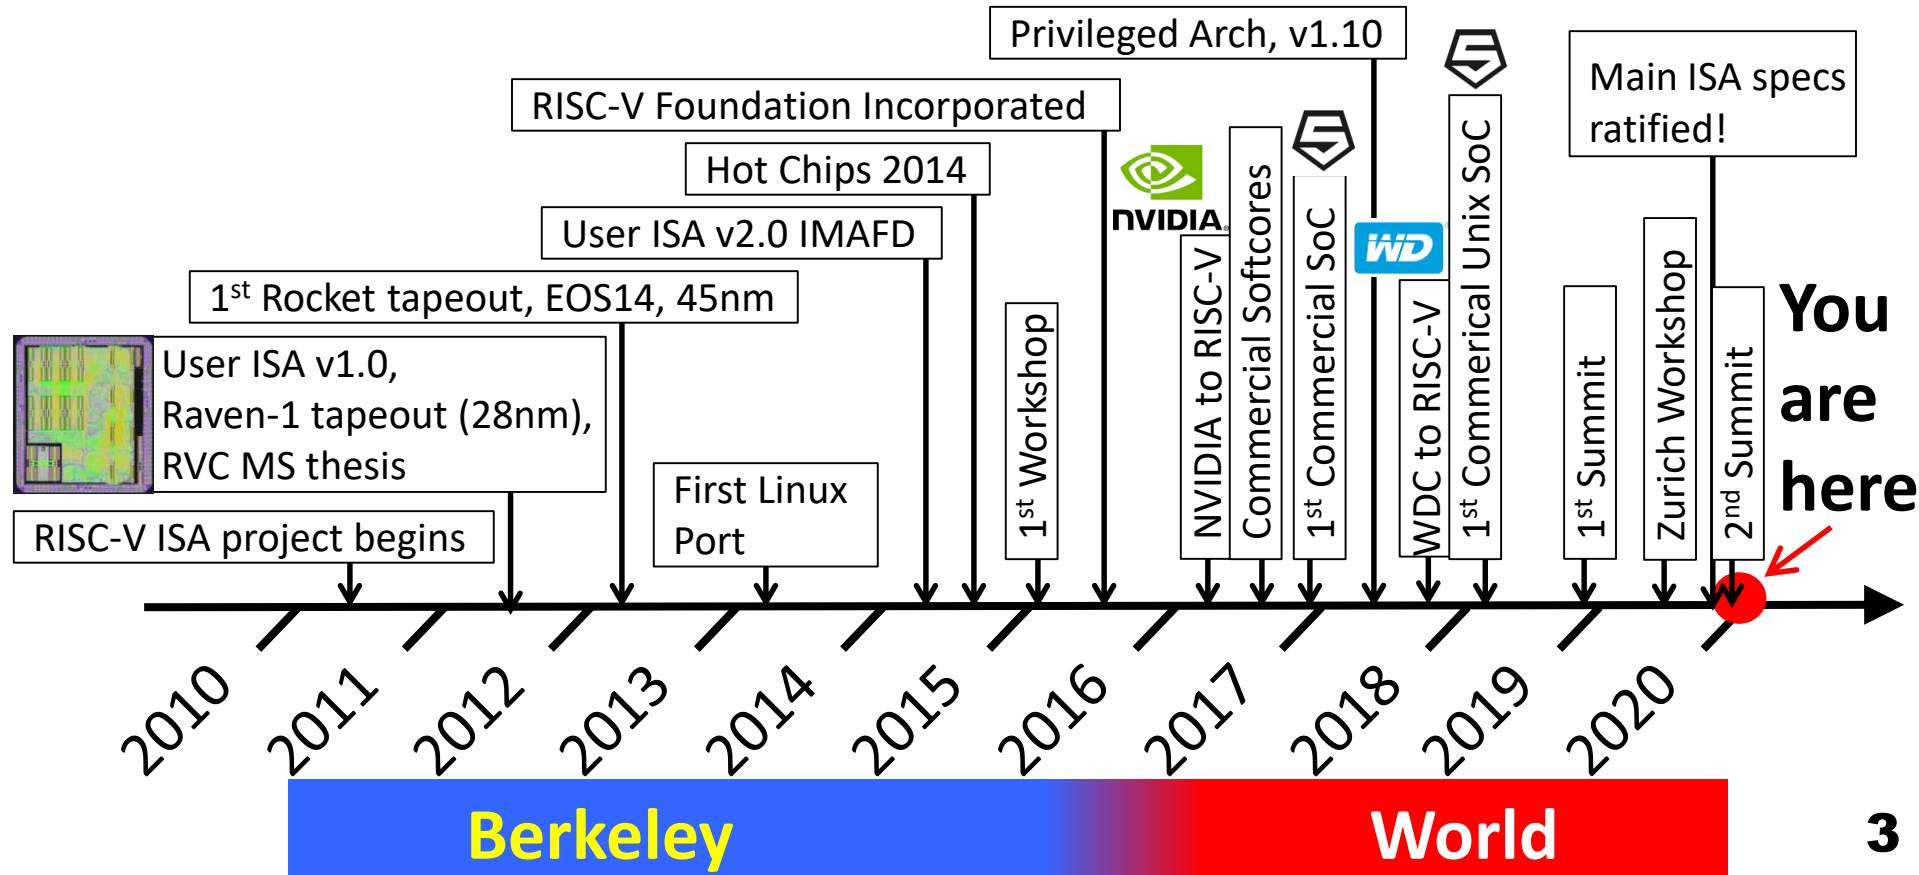 Privileged Arch, v1.10
RISC-V Foundation Incorporated
Main ISA specs
ratified!
Hot Chips 2014
NVIDIA
User ISA v2.0 IMAFD
WD
1st Rocket tapeout, EOS14, 45nm
User ISA v1.0,
Raven-1 tapeout (28nm),
RVC MS thesis
First Linux
Port
RISC-V ISA project begins
1st Workshop
NVIDIA to RISC-V
Commercial Softcores
1st Commercial SoC
WDC to RISC-V
1st Commerical Unix SoC
1st Summit
Zurich Workshop
2nd Summit
You
are
here
2010
2011
2012
2013
2014
2015
2016
2017
2018
2019
2020
Berkeley
World
3